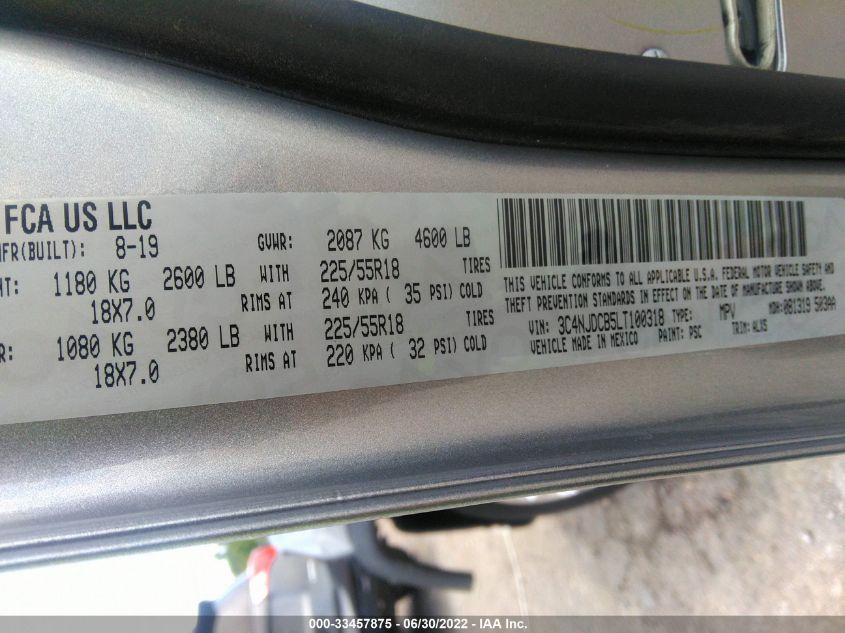 FCA US LLC
MFR(BUILT): 8-19 GVWR: 2087 KG 4600 LB
1180 KG 2600 LB WITH 225/55R18 TIRES
18X7.0 RIMS AT 240 KPA ( 35 PSI) COLD
1080 KG 2380 LB WITH 225/55R18 TIRES
18X7.0 RIMS AT 220 KPA ( 32 PSI) COLD
THIS VEHICLE CONFORMS TO ALL APPLICABLE U.S.A. FEDERAL MOTOR VEHICLE SAFETY AND
THEFT PREVENTION STANDARDS IN EFFECT ON THE DATE OF MANUFACTURE SHOWN ABOVE.
VIN: 3C4NJDCB5LT100318 TYPE: MPV MDH: 081319 503AA
VEHICLE MADE IN MEXICO PAINT: PSC TRIM: ALX9
000-33457875 - 06/30/2022 - IAA Inc.